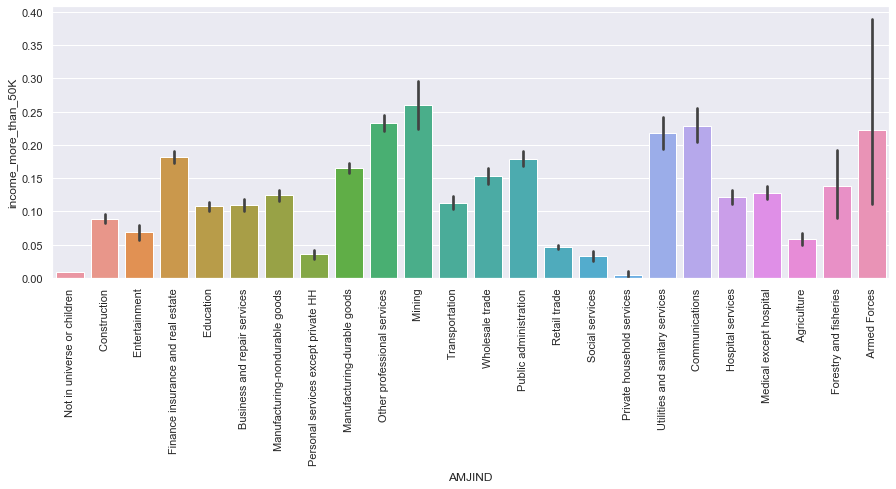 0.40
0.35
0.30
0.25
0.20
0.15
0.10
0.05
0.00
income_more_than_50K
Not in universe or children
Construction
Entertainment
Finance insurance and real estate
Education
Business and repair services
Manufacturing-nondurable goods
Personal services except private HH
Manufacturing-durable goods
Other professional services
Mining
Transportation
Wholesale trade
Public administration
Retail trade
Social services
Private household services
Utilities and sanitary services
Communications
Hospital services
Medical except hospital
Agriculture
Forestry and fisheries
Armed Forces
AMJIND